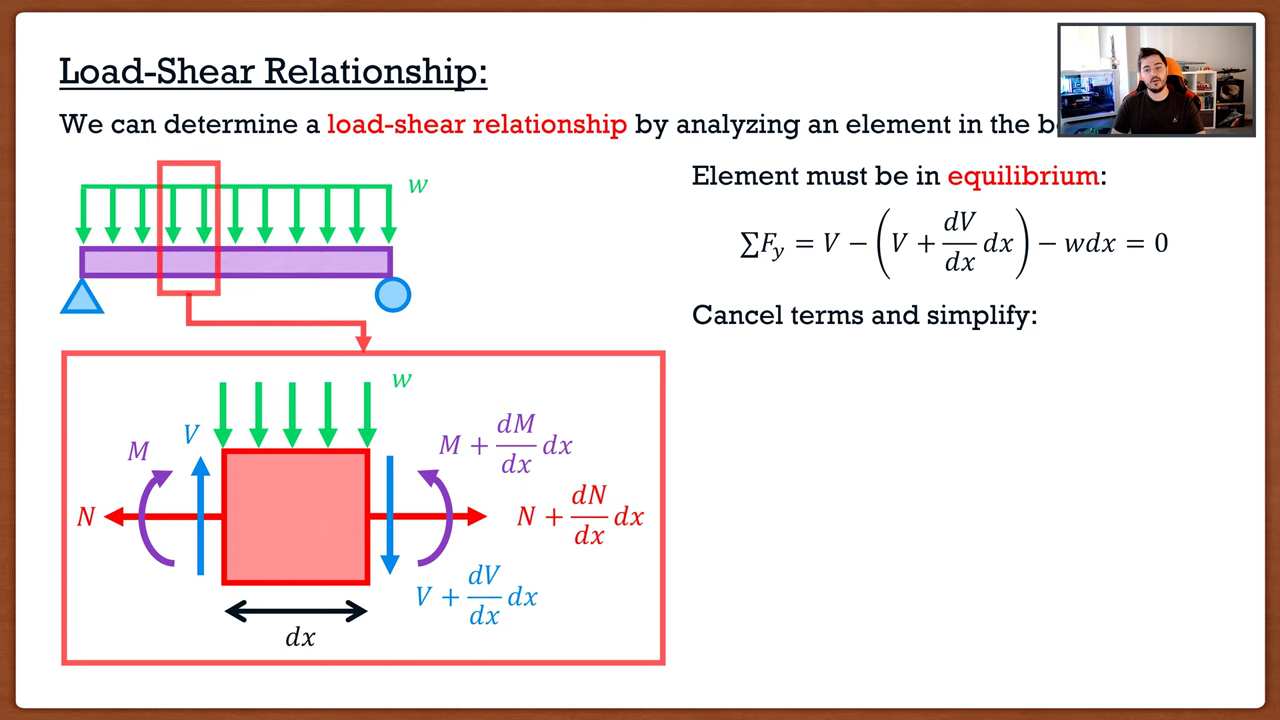 Load-Shear Relationship:
We can determine a load-shear relationship by analyzing an element in the
w
Element must be in equilibrium:
∑F_y = V − (V + dV/dx dx) − wdx = 0
Cancel terms and simplify:
w
M
V
M + dM/dx dx
N
N + dN/dx dx
V + dV/dx dx
dx